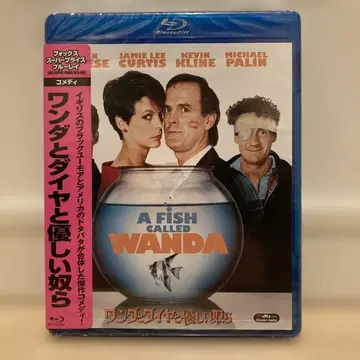 Blu-ray Disc
ESE
JAMIE LEE
CURTIS
KEVIN
KLINE
MICHAEL
PALIN
フォックス
スーパープライス
ブルーレイ
コメディ
イギリスのブラックユーモアとアメリカのドタバタが合体した傑作コメディ!
ワンダとダイヤと優しい奴ら
A FISH
CALLED
WANDA
ワンダとダイヤと優しい奴ら
dts